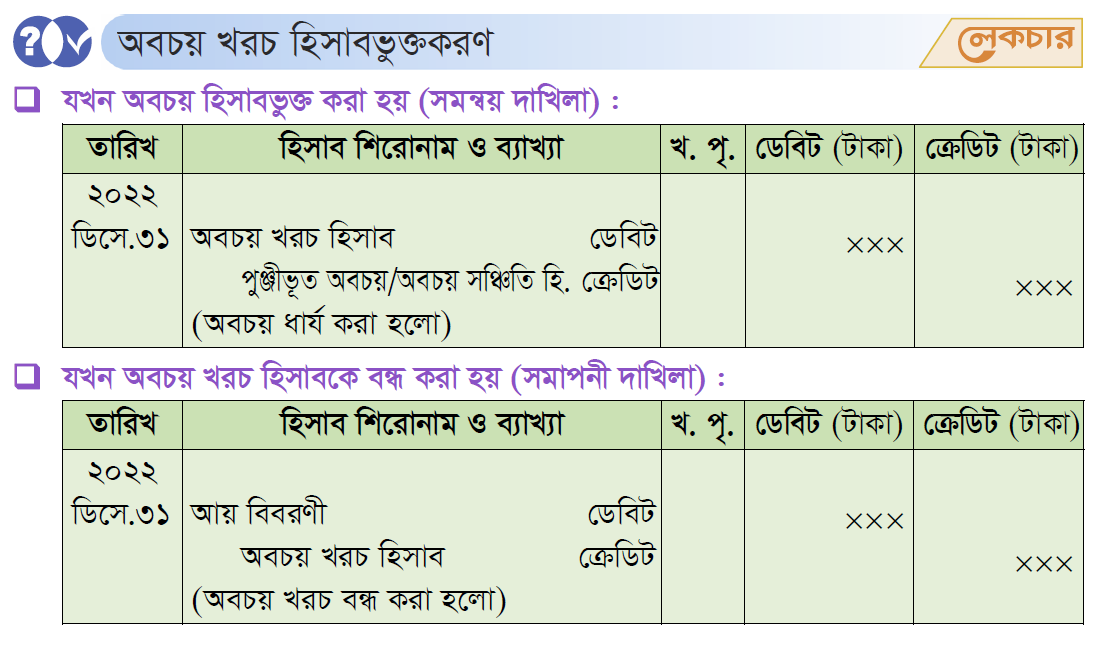 অবচয় খরচ হিসাবভুক্তকরণ
লেকচার
যখন অবচয় হিসাবভুক্ত করা হয় (সমন্বয় দাখিলা) :
তারিখ হিসাব শিরোনাম ও ব্যাখ্যা খ. পৃ. ডেবিট (টাকা) ক্রেডিট (টাকা)
২০২২
ডিসে.৩১ অবচয় খরচ হিসাব ডেবিট ×××
পুঞ্জীভূত অবচয়/অবচয় সঞ্চিতি হি. ক্রেডিট ×××
(অবচয় ধার্য করা হলো)
যখন অবচয় খরচ হিসাবকে বন্ধ করা হয় (সমাপনী দাখিলা) :
তারিখ হিসাব শিরোনাম ও ব্যাখ্যা খ. পৃ. ডেবিট (টাকা) ক্রেডিট (টাকা)
২০২২
ডিসে.৩১ আয় বিবরণী ডেবিট ×××
অবচয় খরচ হিসাব ক্রেডিট ×××
(অবচয় খরচ বন্ধ করা হলো)